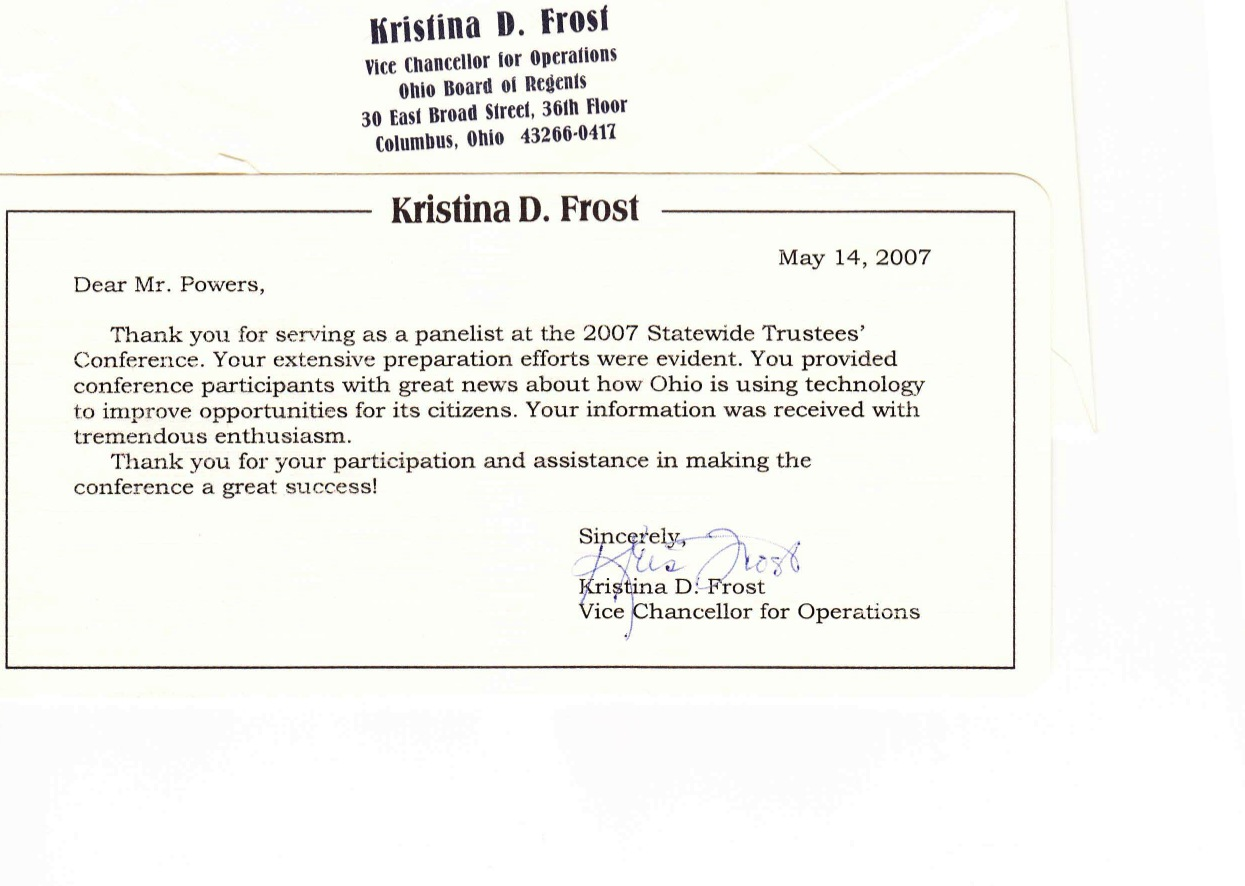 Kristina D. Frost
Vice Chancellor for Operations
Ohio Board of Regents
30 East Broad Street, 36th Floor
Columbus, Ohio 43266-0417
Kristina D. Frost
May 14, 2007
Dear Mr. Powers,
Thank you for serving as a panelist at the 2007 Statewide Trustees'
Conference. Your extensive preparation efforts were evident. You provided
conference participants with great news about how Ohio is using technology
to improve opportunities for its citizens. Your information was received with
tremendous enthusiasm.
Thank you for your participation and assistance in making the
conference a great success!
Sincerely,
Kris Frost
Kristina D. Frost
Vice Chancellor for Operations